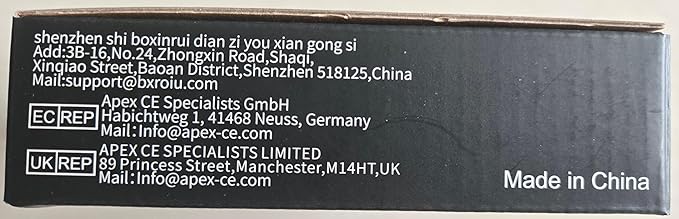 shenzhen shi boxinrui dian zi you xian gong si
Add:3B-16,No.24,Zhongxin Road,Shaqi,
Xinqiao Street,Baoan District,Shenzhen 518125,China
Mail:support@bxroiu.com
EC REP
Apex CE Specialists GmbH
Habichtweg 1, 41468 Neuss, Germany
Mail:Info@apex-ce.com
UK REP
APEX CE SPECIALISTS LIMITED
89 Princess Street,Manchester,M14HT,UK
Mail:Info@apex-ce.com
Made in China